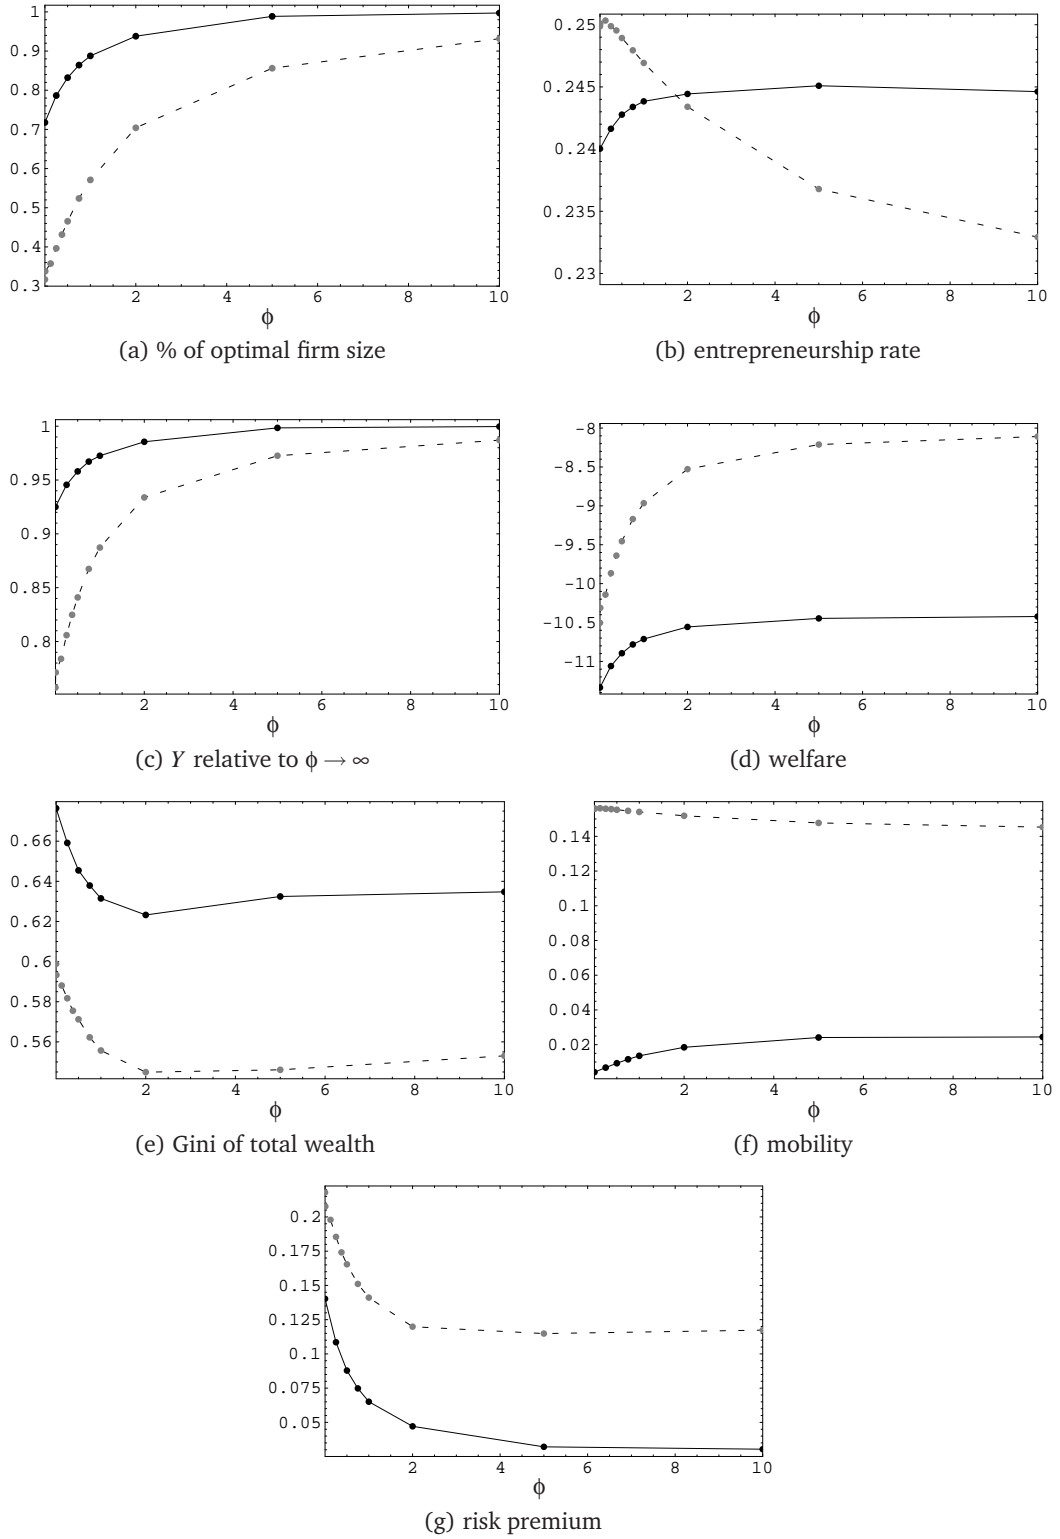 1
0.9
0.8
0.7
0.6
0.5
0.4
0.3
2 4 6 8 10
ϕ
(a) % of optimal firm size
0.25
0.245
0.24
0.235
0.23
2 4 6 8 10
ϕ
(b) entrepreneurship rate
1
0.95
0.9
0.85
0.8
2 4 6 8 10
ϕ
(c) Y relative to ϕ → ∞
-8
-8.5
-9
-9.5
-10
-10.5
-11
2 4 6 8 10
ϕ
(d) welfare
0.66
0.64
0.62
0.6
0.58
0.56
2 4 6 8 10
ϕ
(e) Gini of total wealth
0.14
0.12
0.1
0.08
0.06
0.04
0.02
2 4 6 8 10
ϕ
(f) mobility
0.2
0.175
0.15
0.125
0.1
0.075
0.05
2 4 6 8 10
ϕ
(g) risk premium